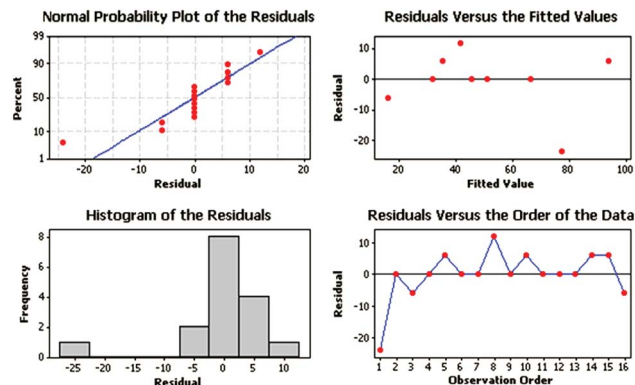 Normal Probability Plot of the Residuals
99
90
50
10
1
Percent
-20 -10 0 10 20
Residual
Residuals Versus the Fitted Values
10
0
-10
-20
Residual
20 40 60 80 100
Fitted Value
Histogram of the Residuals
8
6
4
2
0
Frequency
-25 -20 -15 -10 -5 0 5 10
Residual
Residuals Versus the Order of the Data
10
0
-10
-20
Residual
1 2 3 4 5 6 7 8 9 10 11 12 13 14 15 16
Observation Order